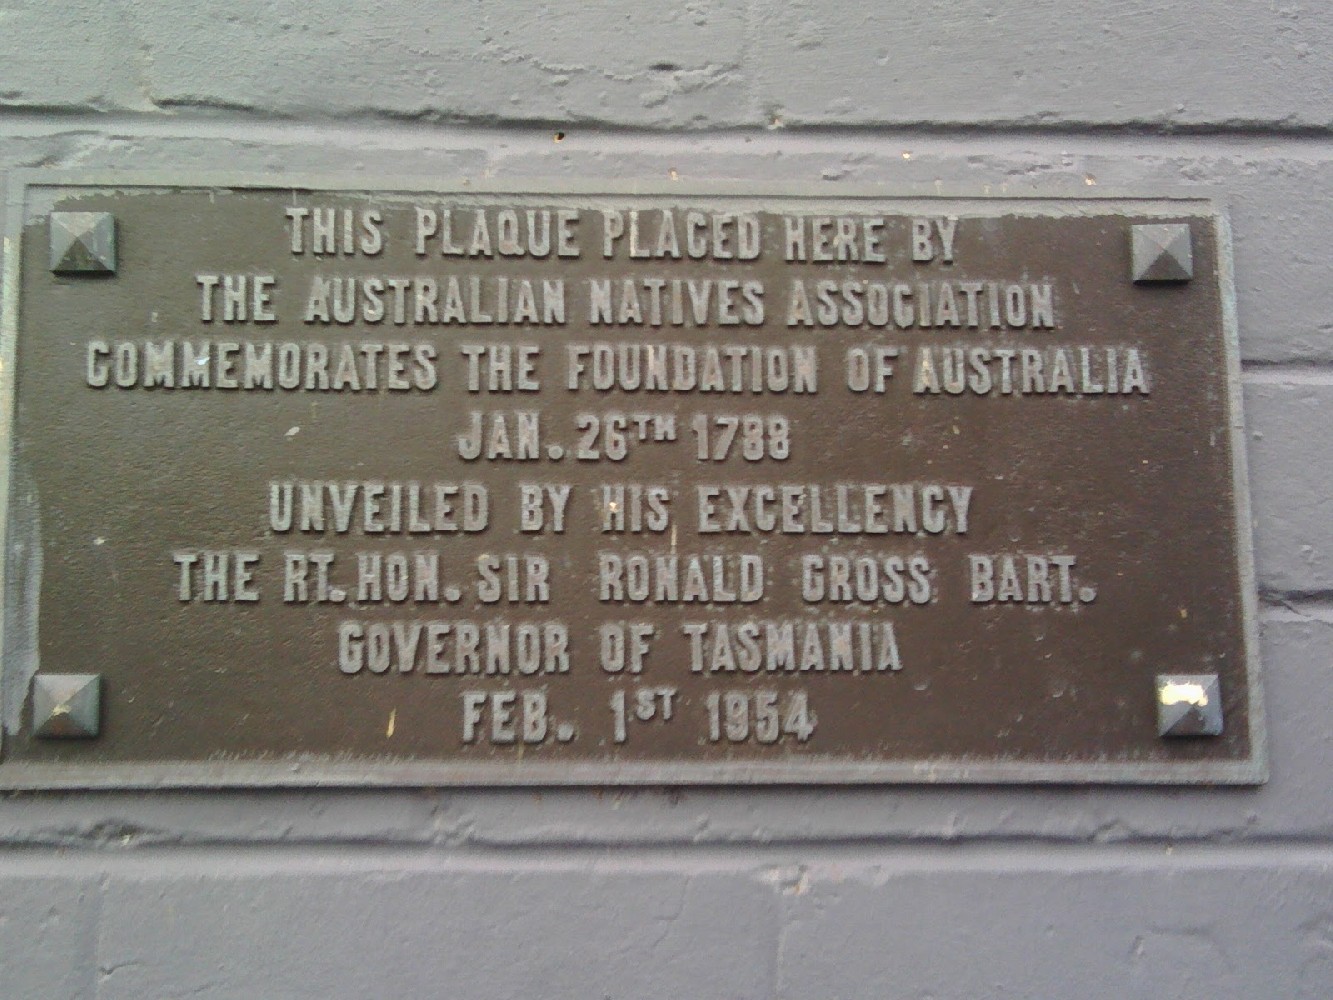 THIS PLAQUE PLACED HERE BY
THE AUSTRALIAN NATIVES ASSOCIATION
COMMEMORATES THE FOUNDATION OF AUSTRALIA
JAN. 26TH 1788
UNVEILED BY HIS EXCELLENCY
THE RT. HON. SIR RONALD GROSS BART.
GOVERNOR OF TASMANIA
FEB. 1ST 1954